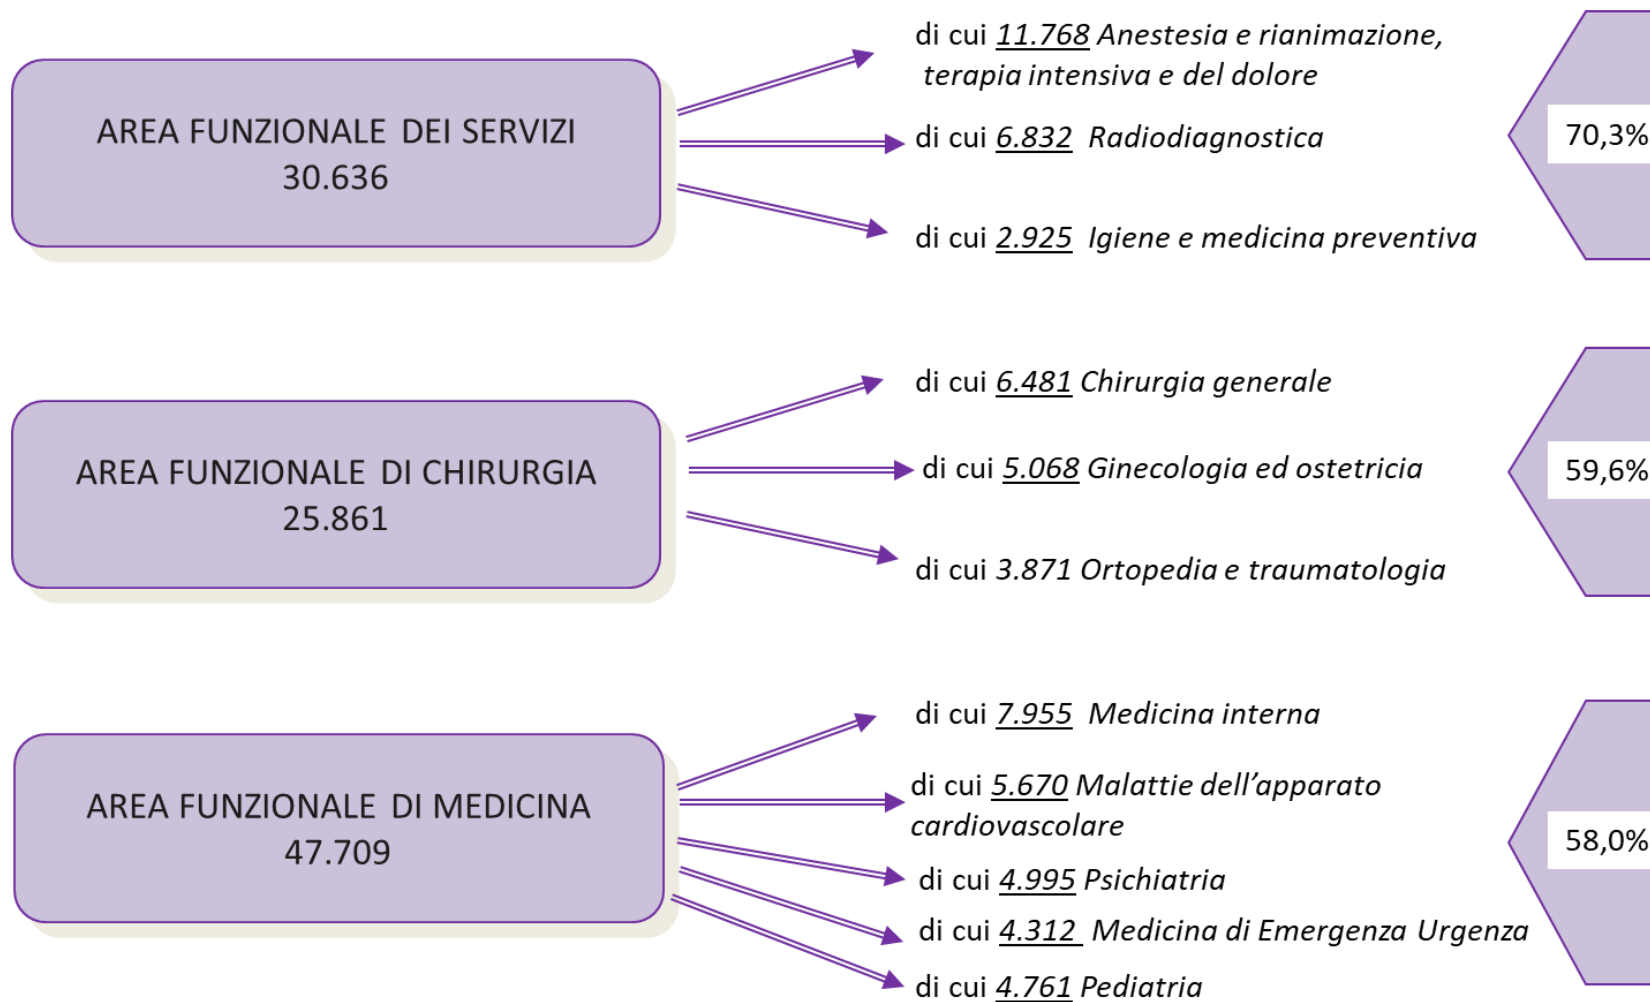 AREA FUNZIONALE DEI SERVIZI
30.636
di cui 11.768 Anestesia e rianimazione,
terapia intensiva e del dolore
di cui 6.832 Radiodiagnostica
di cui 2.925 Igiene e medicina preventiva
70,3%
AREA FUNZIONALE DI CHIRURGIA
25.861
di cui 6.481 Chirurgia generale
di cui 5.068 Ginecologia ed ostetricia
di cui 3.871 Ortopedia e traumatologia
59,6%
AREA FUNZIONALE DI MEDICINA
47.709
di cui 7.955 Medicina interna
di cui 5.670 Malattie dell’apparato
cardiovascolare
di cui 4.995 Psichiatria
di cui 4.312 Medicina di Emergenza Urgenza
di cui 4.761 Pediatria
58,0%